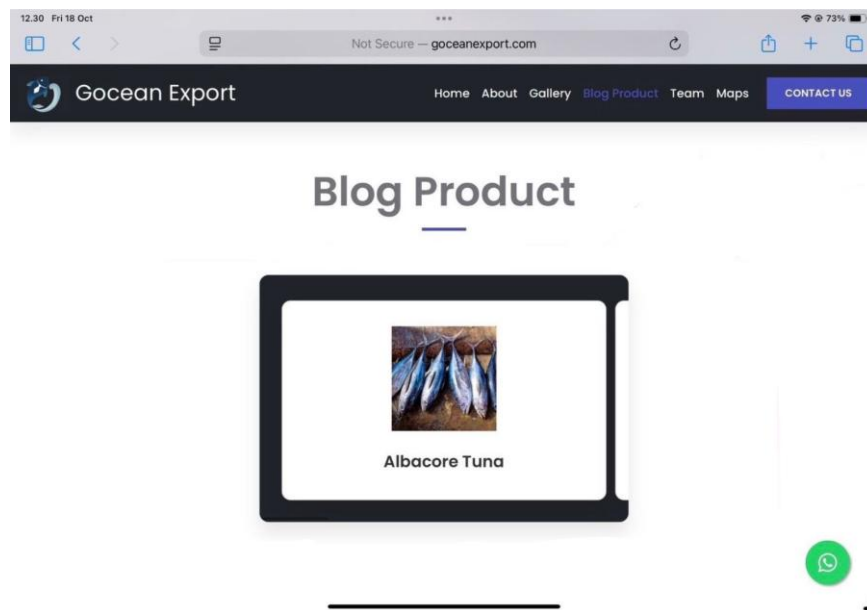 12.30 Fri 18 Oct
73%
Not Secure — goceanexport.com
Gocean Export
Home About Gallery Blog Product Team Maps CONTACT US
Blog Product
Albacore Tuna